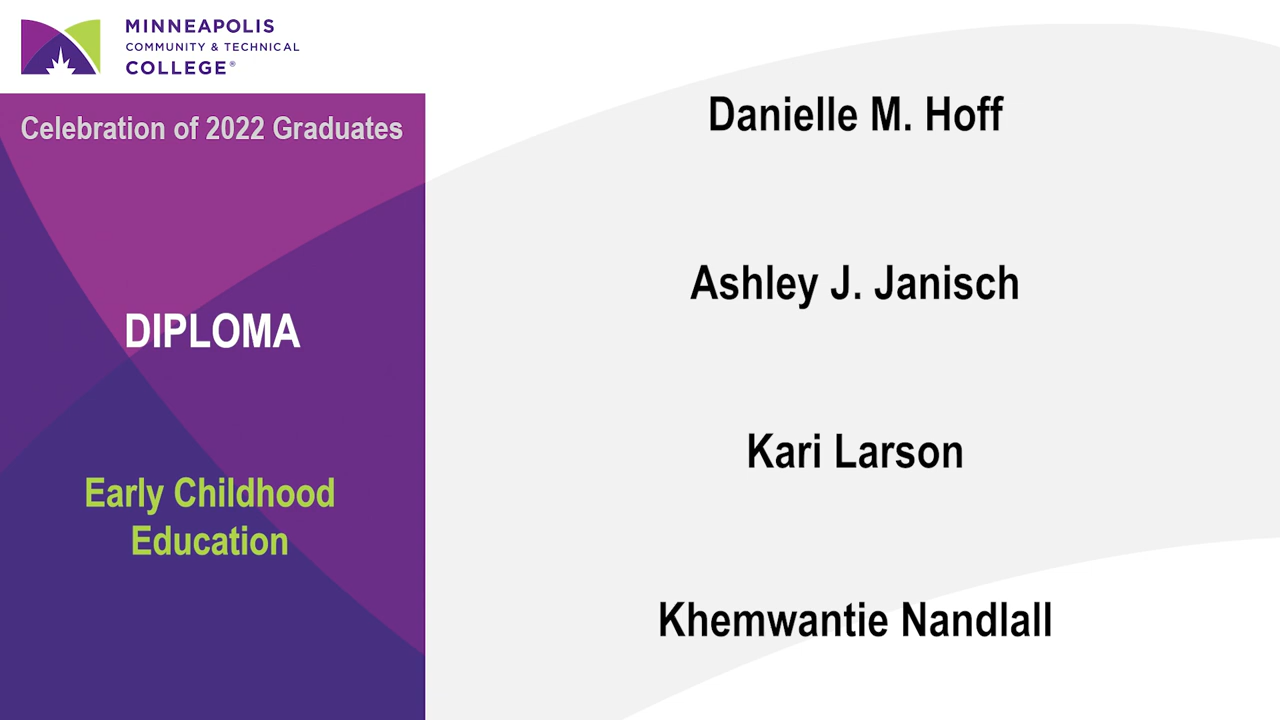 MINNEAPOLIS
COMMUNITY & TECHNICAL
COLLEGE®
Celebration of 2022 Graduates
DIPLOMA
Early Childhood
Education
Danielle M. Hoff
Ashley J. Janisch
Kari Larson
Khemwantie Nandlall